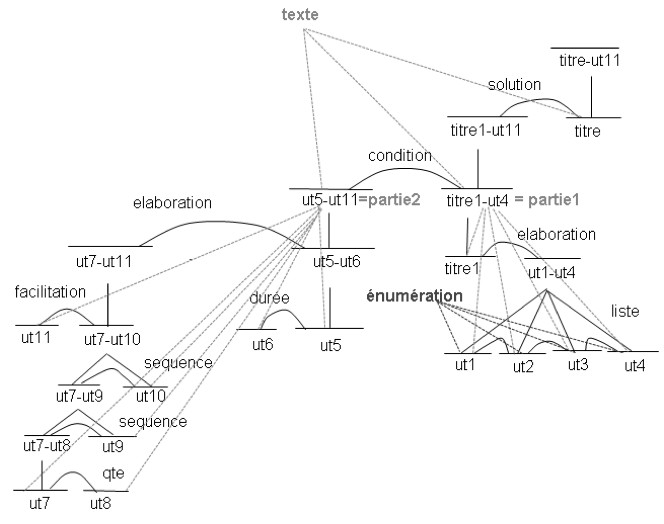 texte
titre-ut11
solution
titre1-ut11 titre
condition
ut5-ut11=partie2 titre1-ut4 = partie1
elaboration
elaboration
ut7-ut11 ut5-ut6 titre1 ut1-ut4
facilitation durée énumération
liste
ut11 ut7-ut10 ut6 ut5
sequence ut1 ut2 ut3 ut4
ut7-ut9 ut10
sequence
ut7-ut8 ut9
qte
ut7 ut8